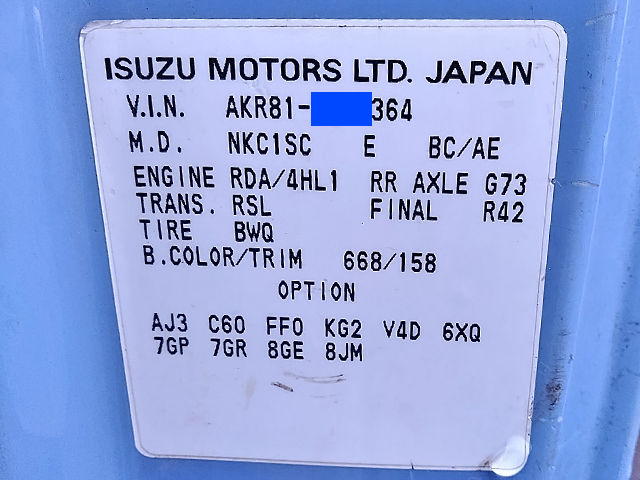 ISUZU MOTORS LTD. JAPAN
V.I.N. AKR81- 364
M.D. NKC1SC E BC/AE
ENGINE RDA/4HL1 RR AXLE G73
TRANS. RSL FINAL R42
TIRE BWQ
B.COLOR/TRIM 668/158
OPTION
AJ3 C60 FF0 KG2 V4D 6XQ
7GP 7GR 8GE 8JM